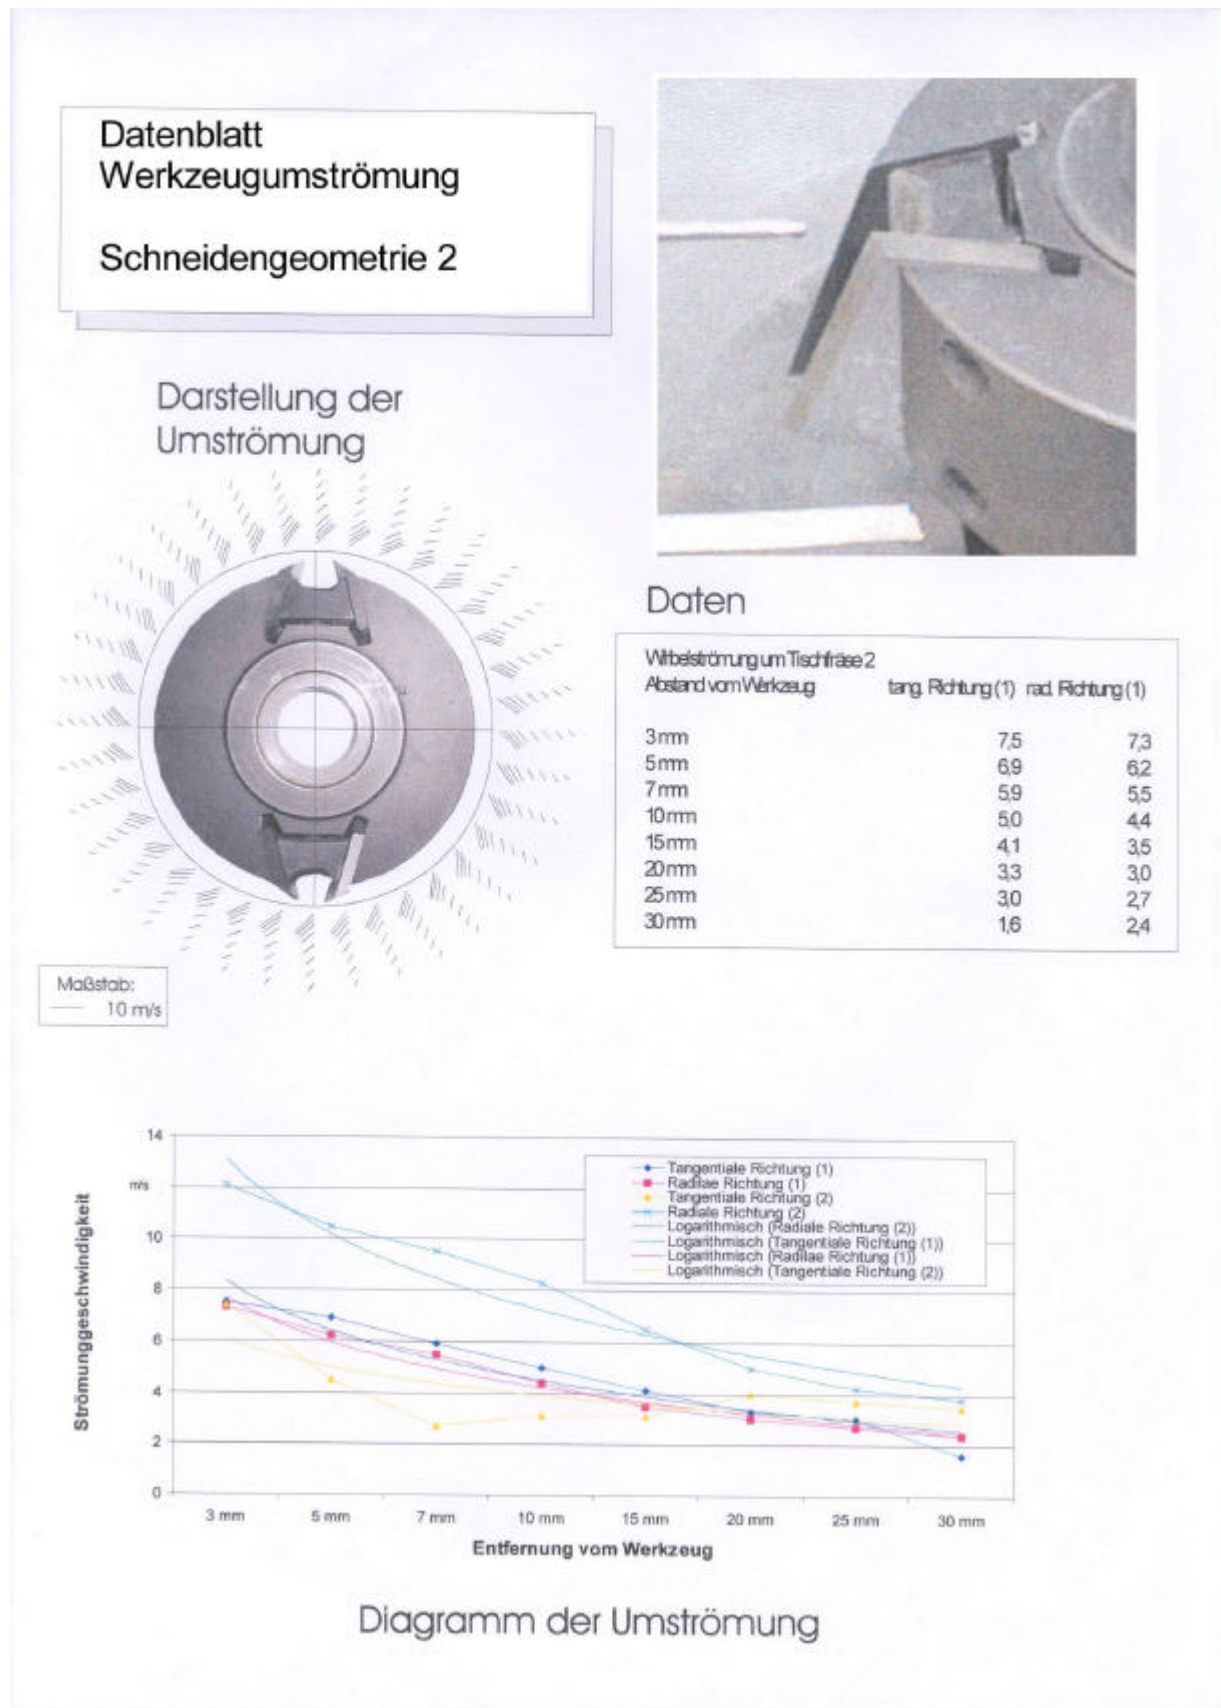 Datenblatt
Werkzeugumströmung
Schneidengeometrie 2
Darstellung der
Umströmung
Maßstab:
10 m/s
Daten
Wirbelströmung um Tischfräse 2
Abstand vom Werkzeug tang. Richtung (1) rad. Richtung (1)
3 mm 7,5 7,3
5 mm 6,9 6,2
7 mm 5,9 5,5
10 mm 5,0 4,4
15 mm 4,1 3,5
20 mm 3,3 3,0
25 mm 3,0 2,7
30 mm 1,6 2,4
14
m/s
10
8
6
4
2
0
Strömunggeschwindigkeit
Tangentiale Richtung (1)
Radilae Richtung (1)
Tangentiale Richtung (2)
Radiale Richtung (2)
Logarithmisch (Radiale Richtung (2))
Logarithmisch (Tangentiale Richtung (1))
Logarithmisch (Radilae Richtung (1))
Logarithmisch (Tangentiale Richtung (2))
3 mm 5 mm 7 mm 10 mm 15 mm 20 mm 25 mm 30 mm
Entfernung vom Werkzeug
Diagramm der Umströmung